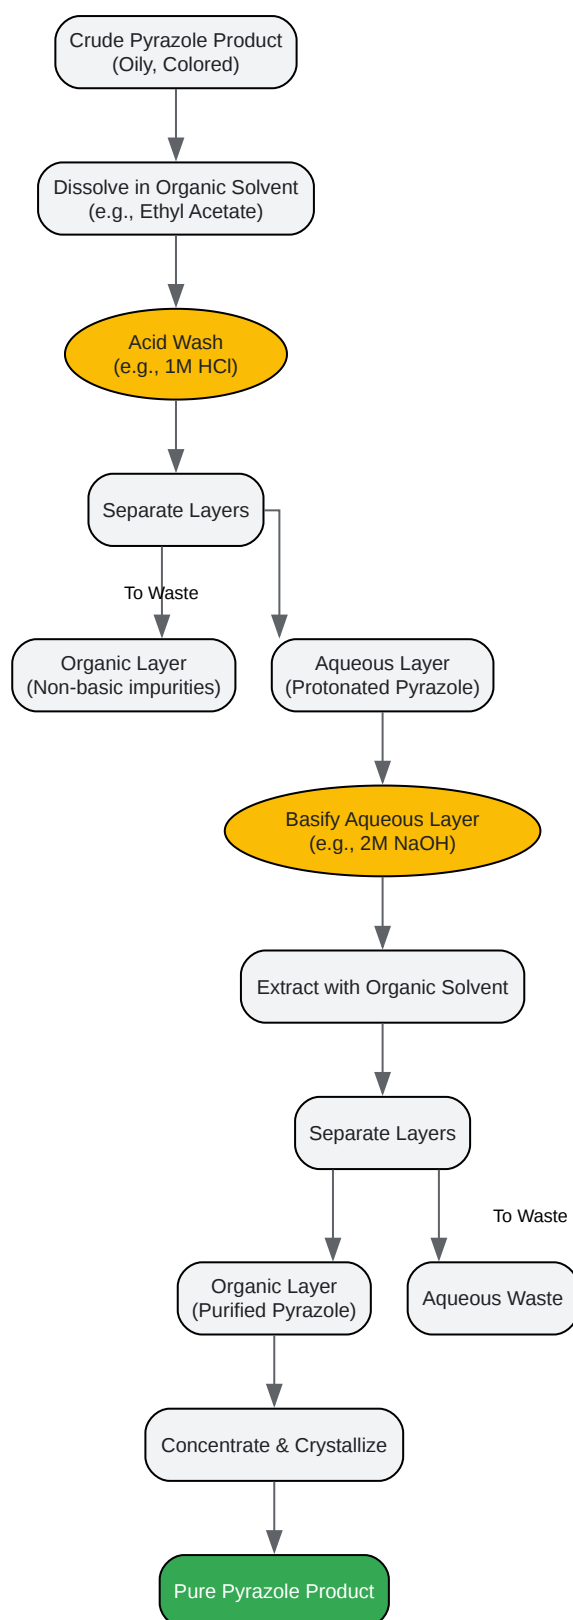 Crude Pyrazole Product
(Oily, Colored)
Dissolve in Organic Solvent
(e.g., Ethyl Acetate)
Acid Wash
(e.g., 1M HCl)
Separate Layers
To Waste
Organic Layer
(Non-basic impurities)
Aqueous Layer
(Protonated Pyrazole)
Basify Aqueous Layer
(e.g., 2M NaOH)
Extract with Organic Solvent
Separate Layers
To Waste
Organic Layer
(Purified Pyrazole)
Aqueous Waste
Concentrate & Crystallize
Pure Pyrazole Product